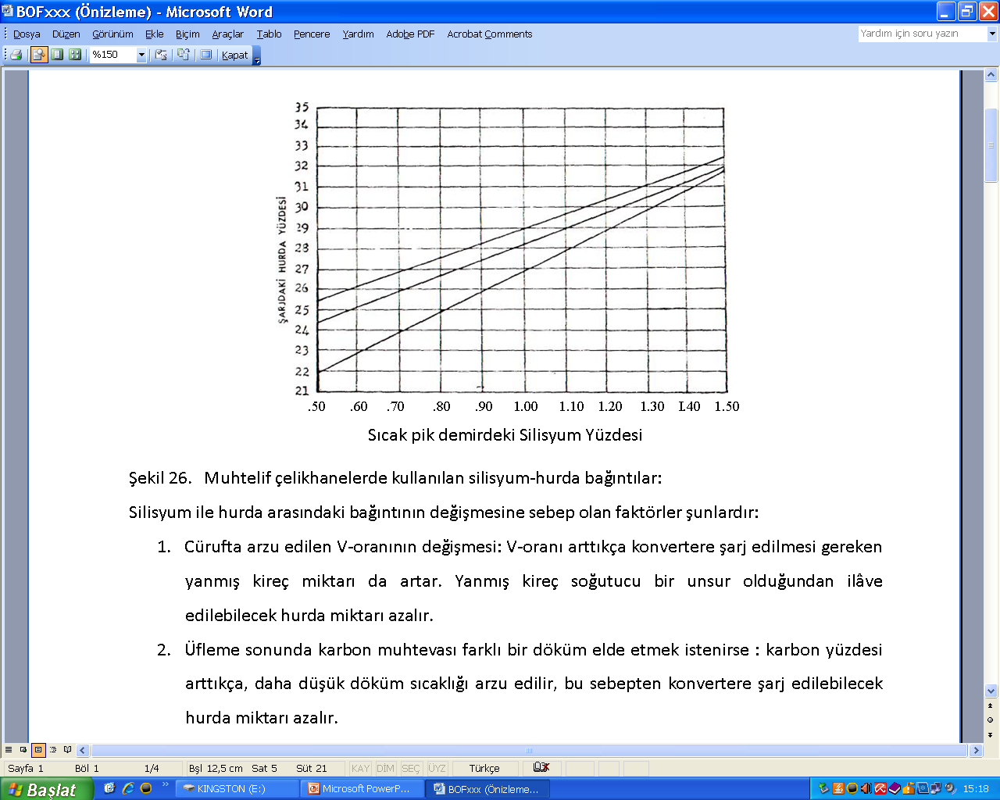 BOFxxx (Önizleme) - Microsoft Word
Dosya Düzen Görünüm Ekle Biçim Araçlar Tablo Pencere Yardım Adobe PDF Acrobat Comments
Yardım için soru yazın
%150 Kapat
35
34
33
32
31
30
29
28
27
26
25
24
23
22
21
ŞARJDAKİ HURDA YÜZDESİ
.50 .60 .70 .80 .90 1.00 1.10 1.20 1.30 1.40 1.50
Sıcak pik demirdeki Silisyum Yüzdesi
Şekil 26. Muhtelif çelikhanelerde kullanılan silisyum-hurda bağıntılar:
Silisyum ile hurda arasındaki bağıntının değişmesine sebep olan faktörler şunlardır:
1. Cürufta arzu edilen V-oranının değişmesi: V-oranı arttıkça konvertere şarj edilmesi gereken
yanmış kireç miktarı da artar. Yanmış kireç soğutucu bir unsur olduğundan ilâve
edilebilecek hurda miktarı azalır.
2. Üfleme sonunda karbon muhtevası farklı bir döküm elde etmek istenirse : karbon yüzdesi
arttıkça, daha düşük döküm sıcaklığı arzu edilir, bu sebepten konvertere şarj edilebilecek
hurda miktarı azalır.
Sayfa 1 Böl 1 1/4 Bşl 12,5 cm Sat 5 Süt 21 KAY DİM SEÇ ÜYZ Türkçe
Başlat KINGSTON (E:) Microsoft PowerP... BOFxxx (Önizleme... 15:18